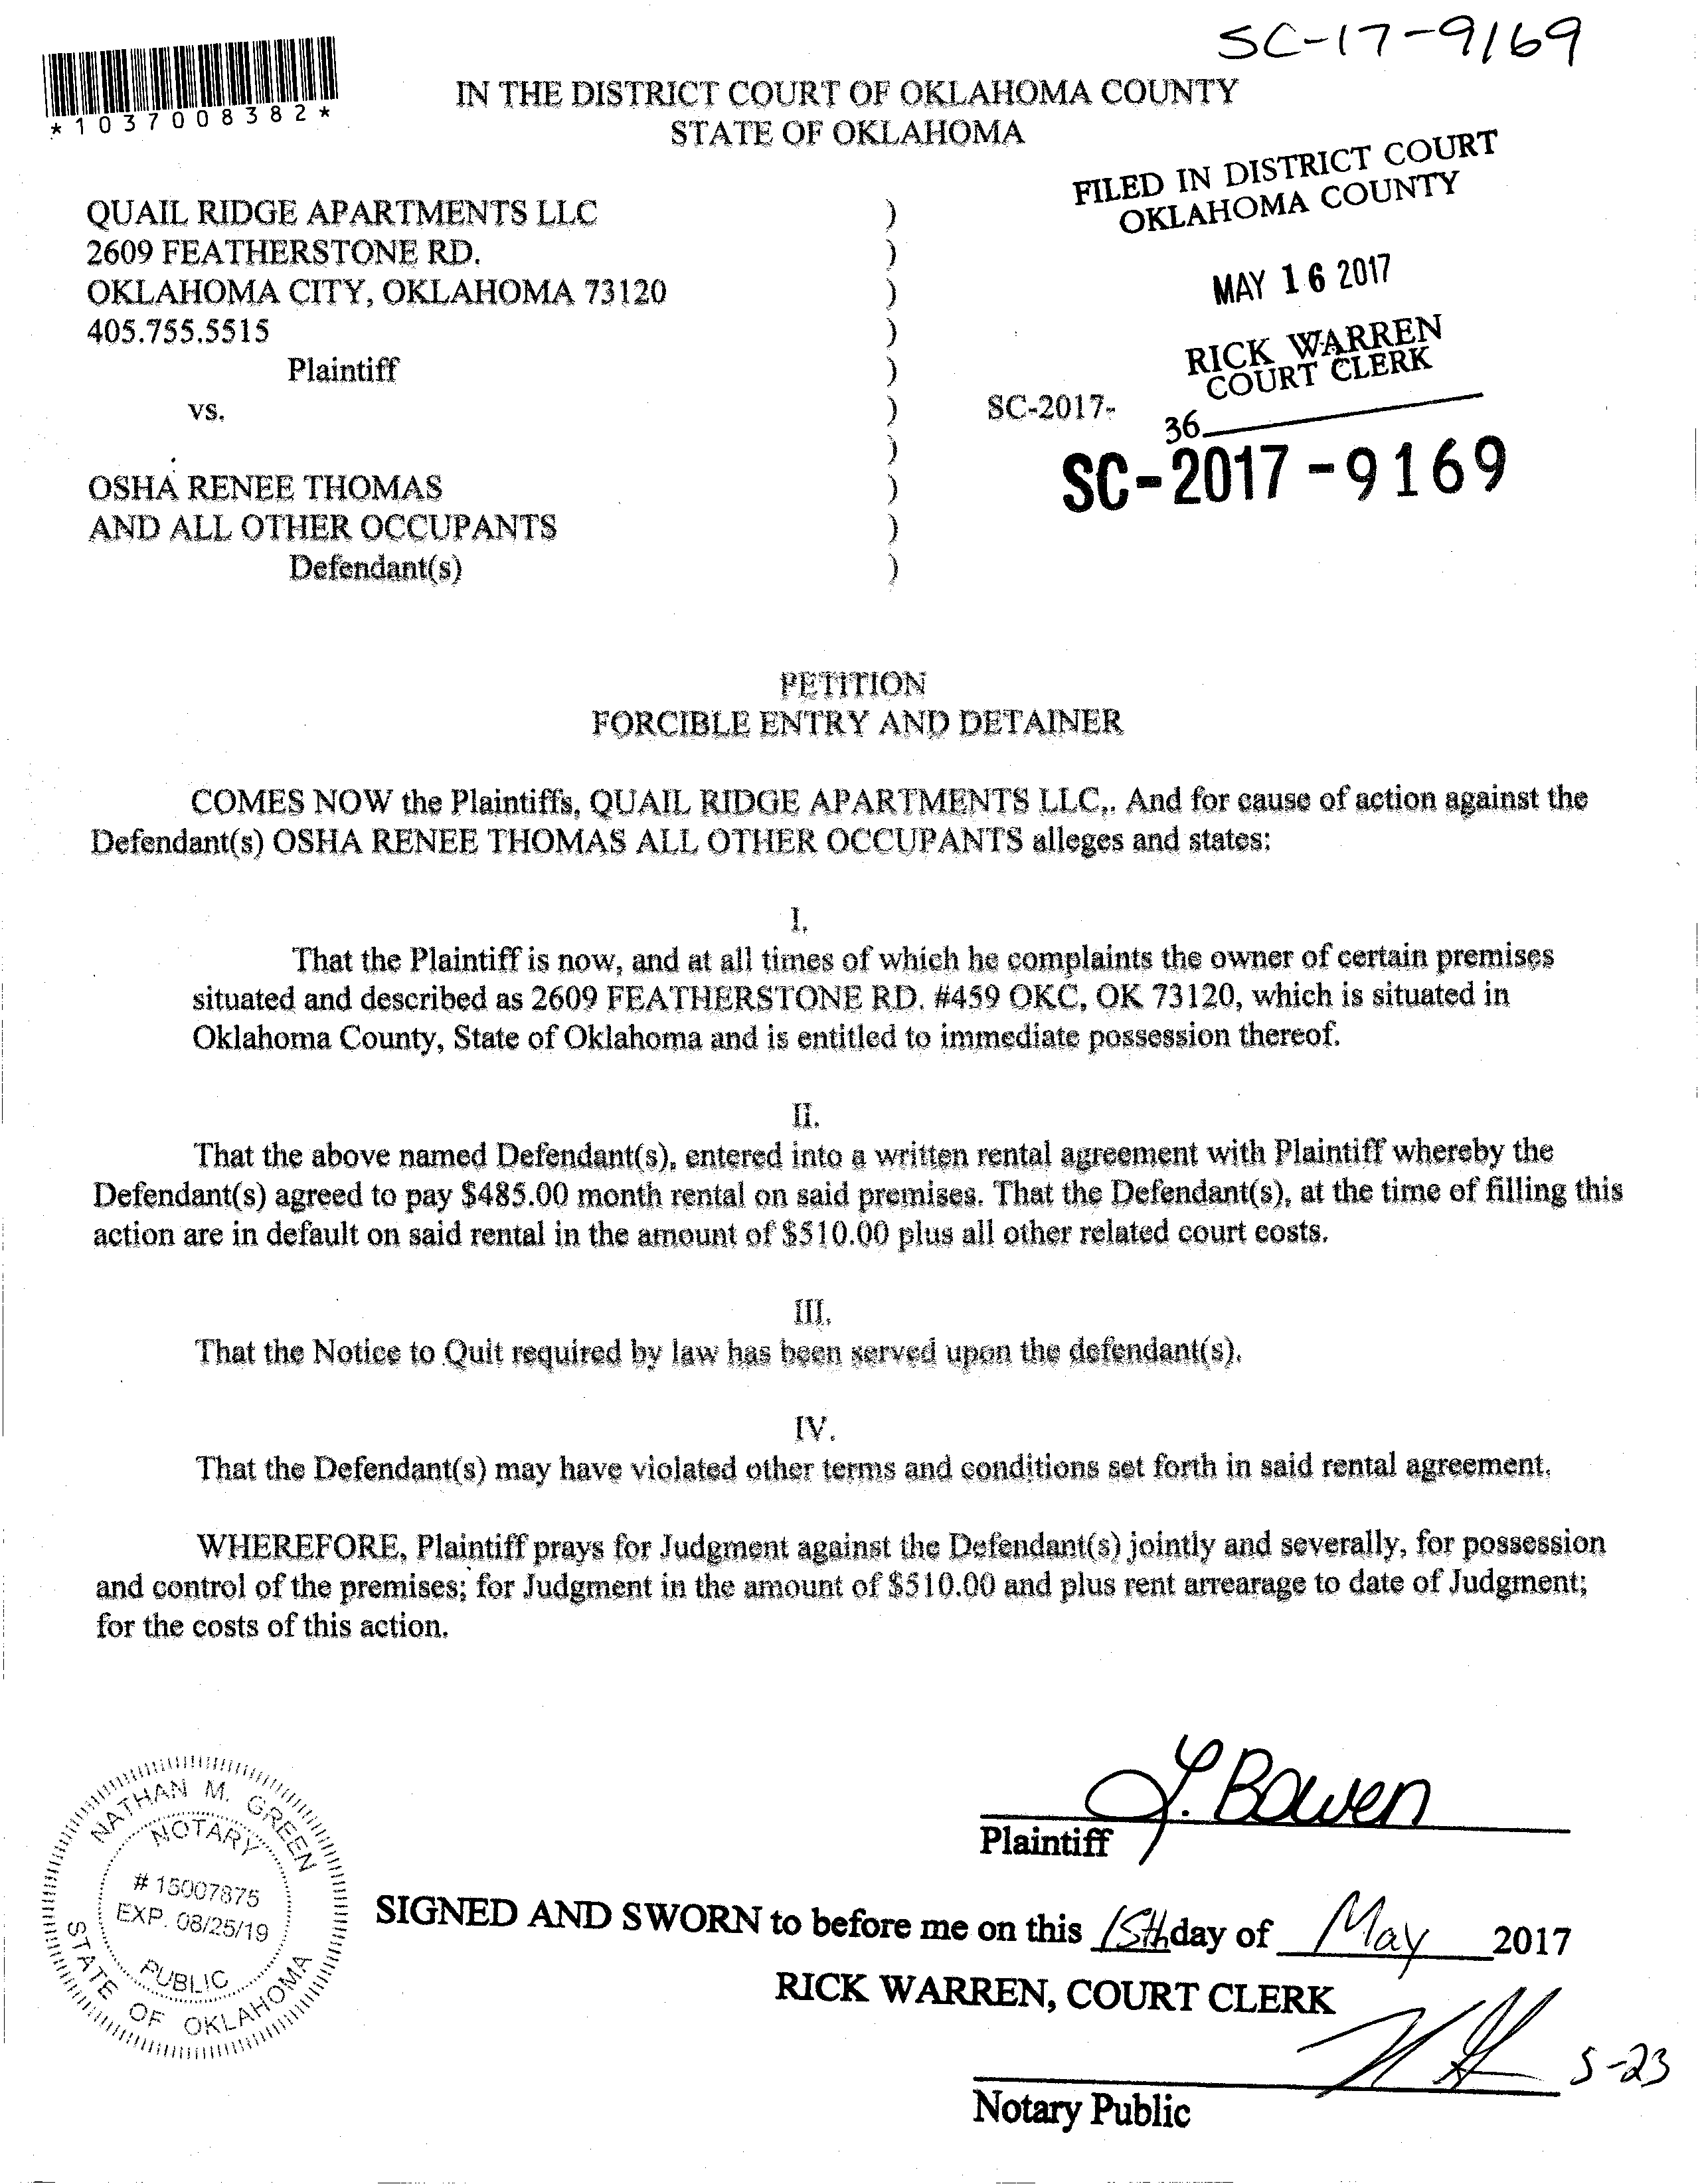 SC-17-9169
*1037008382*
IN THE DISTRICT COURT OF OKLAHOMA COUNTY
STATE OF OKLAHOMA
FILED IN DISTRICT COURT
OKLAHOMA COUNTY
MAY 16 2017
RICK WARREN
COURT CLERK
36
QUAIL RIDGE APARTMENTS LLC )
2609 FEATHERSTONE RD. )
OKLAHOMA CITY, OKLAHOMA 73120 )
405.755.5515 )
Plaintiff )
vs. ) SC-2017-
)
SC-2017-9169
OSHA RENEE THOMAS )
AND ALL OTHER OCCUPANTS )
Defendant(s) )
PETITION
FORCIBLE ENTRY AND DETAINER
COMES NOW the Plaintiffs, QUAIL RIDGE APARTMENTS LLC,. And for cause of action against the
Defendant(s) OSHA RENEE THOMAS ALL OTHER OCCUPANTS alleges and states:
I.
That the Plaintiff is now, and at all times of which he complaints the owner of certain premises
situated and described as 2609 FEATHERSTONE RD. #459 OKC, OK 73120, which is situated in
Oklahoma County, State of Oklahoma and is entitled to immediate possession thereof.
II.
That the above named Defendant(s), entered into a written rental agreement with Plaintiff whereby the
Defendant(s) agreed to pay $485.00 month rental on said premises. That the Defendant(s), at the time of filling this
action are in default on said rental in the amount of $510.00 plus all other related court costs.
III.
That the Notice to Quit required by law has been served upon the defendant(s).
IV.
That the Defendant(s) may have violated other terms and conditions set forth in said rental agreement.
WHEREFORE, Plaintiff prays for Judgment against the Defendant(s) jointly and severally, for possession
and control of the premises; for Judgment in the amount of $510.00 and plus rent arrearage to date of Judgment;
for the costs of this action.
Y. Bowen
Plaintiff
NATHAN M. GREEN
NOTARY
# 15007875
EXP. 08/25/19
PUBLIC
STATE OF OKLAHOMA
SIGNED AND SWORN to before me on this 15th day of May 2017
RICK WARREN, COURT CLERK
5-23
Notary Public